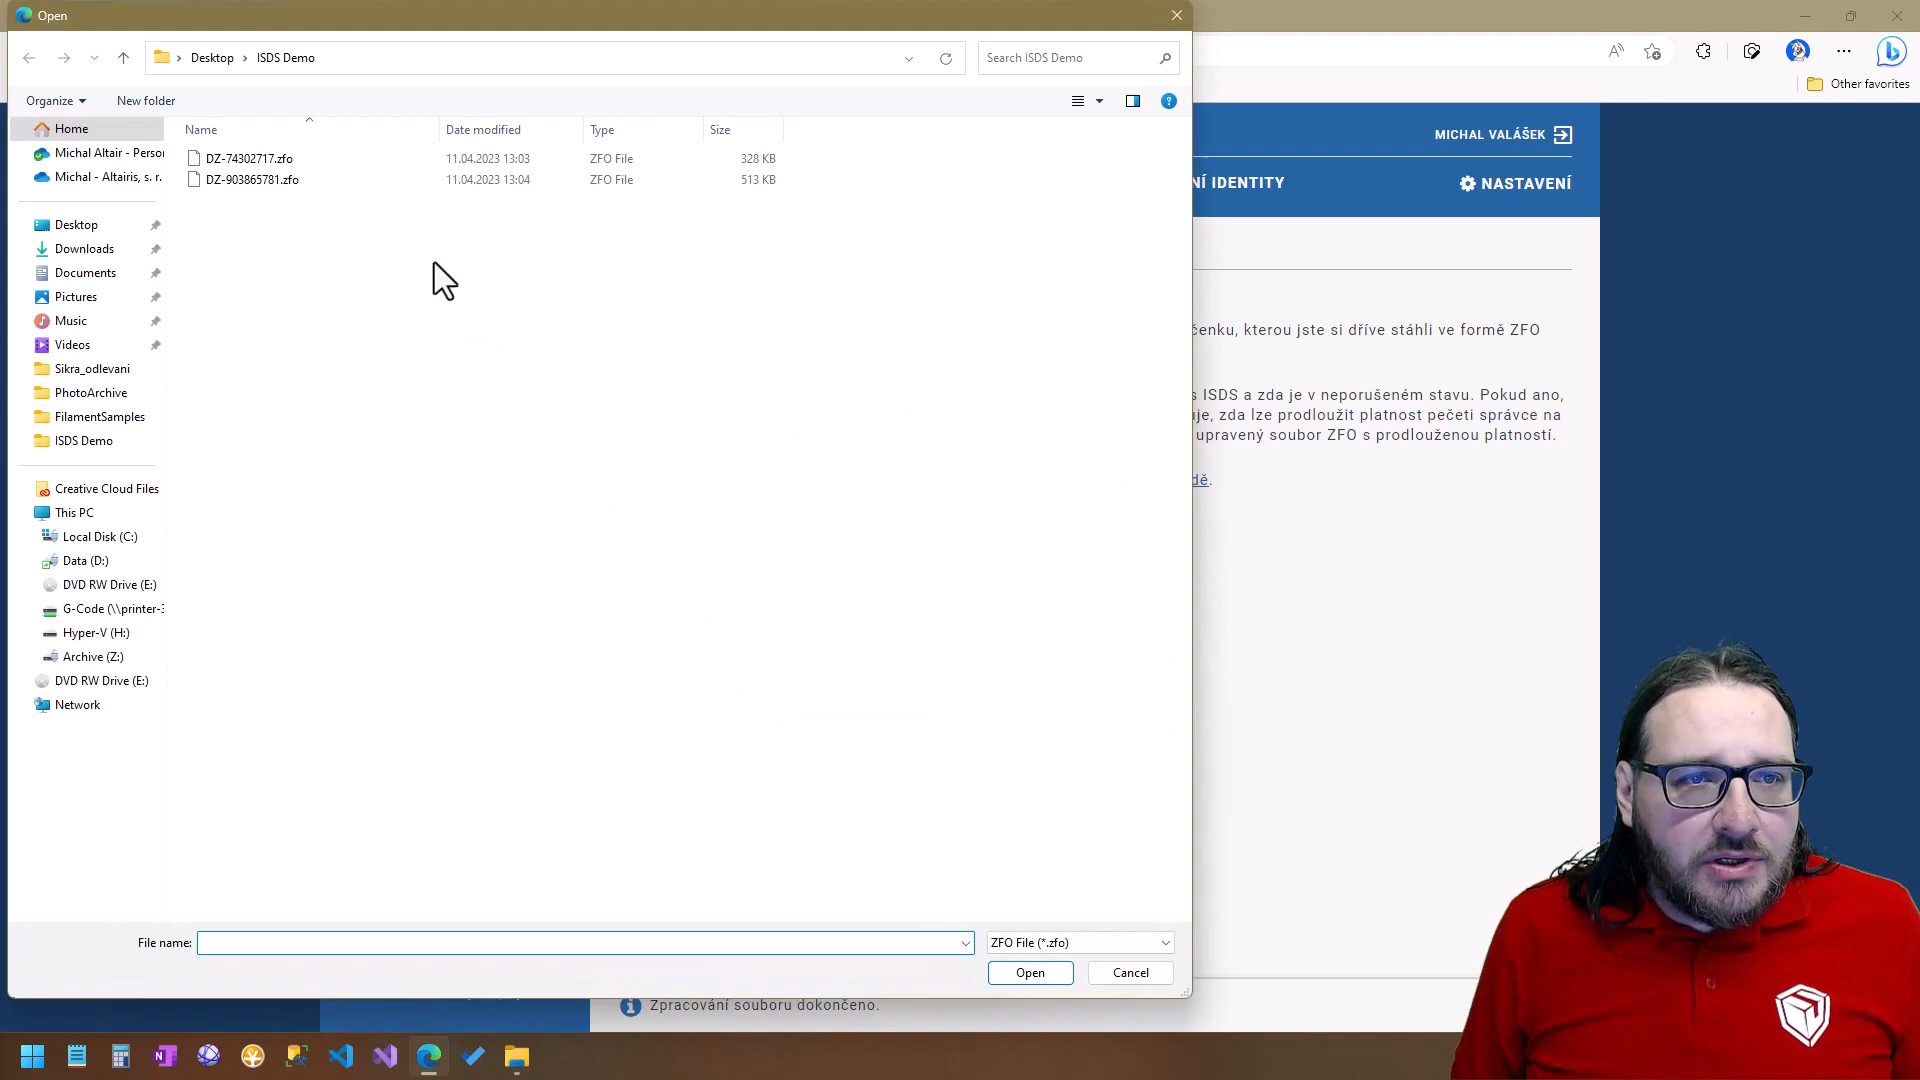 Open
Desktop
ISDS Demo
Search ISDS Demo
Organize
New folder
Other favorites
Home
Michal Altair - Perso
Michal - Altairis, s. r.
Desktop
Downloads
Documents
Pictures
Music
Videos
Sikra_odlevani
PhotoArchive
FilamentSamples
ISDS Demo
Creative Cloud Files
This PC
Local Disk (C:)
Data (D:)
DVD RW Drive (E:)
G-Code (\\printer-3
Hyper-V (H:)
Archive (Z:)
DVD RW Drive (E:)
Network
Name Date modified Type Size
DZ-74302717.zfo 11.04.2023 13:03 ZFO File 328 KB
DZ-903865781.zfo 11.04.2023 13:04 ZFO File 513 KB
MICHAL VALÁŠEK
NÍ IDENTITY
NASTAVENÍ
čenku, kterou jste si dříve stáhli ve formě ZFO
s ISDS a zda je v neporušeném stavu. Pokud ano,
uje, zda lze prodloužit platnost pečeti správce na
upravený soubor ZFO s prodlouženou platností.
dě.
File name:
ZFO File (*.zfo)
Open
Cancel
Zpracování souboru dokončeno.